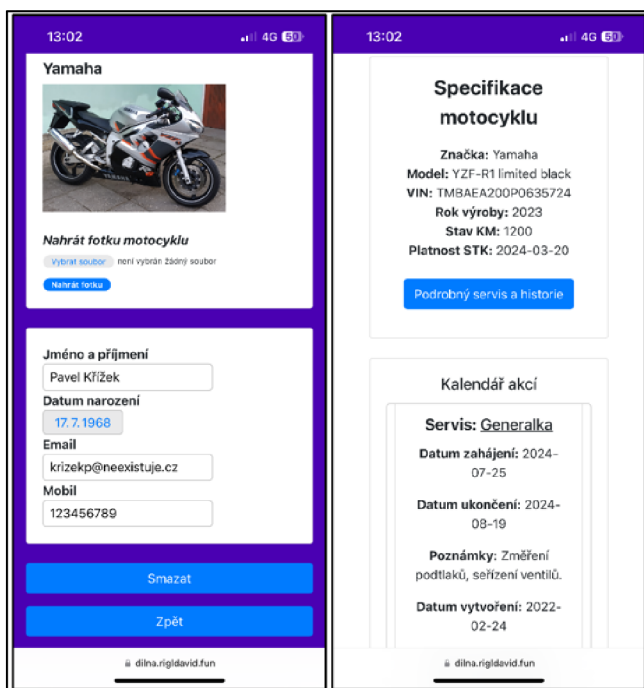 13:02
4G 50
Yamaha
YAMAHA
Nahrát fotku motocyklu
Vybrat soubor není vybrán žádný soubor
Nahrát fotku
Jméno a příjmení
Pavel Křížek
Datum narození
17. 7. 1968
Email
krizekp@neexistuje.cz
Mobil
123456789
Smazat
Zpět
dilna.rigldavid.fun
13:02
4G 50
Specifikace
motocyklu
Značka: Yamaha
Model: YZF-R1 limited black
VIN: TMBAEA200P0635724
Rok výroby: 2023
Stav KM: 1200
Platnost STK: 2024-03-20
Podrobný servis a historie
Kalendář akcí
Servis: Generalka
Datum zahájení: 2024-
07-25
Datum ukončení: 2024-
08-19
Poznámky: Změření
podtlaků, seřízení ventilů.
Datum vytvoření: 2022-
02-24
dilna.rigldavid.fun